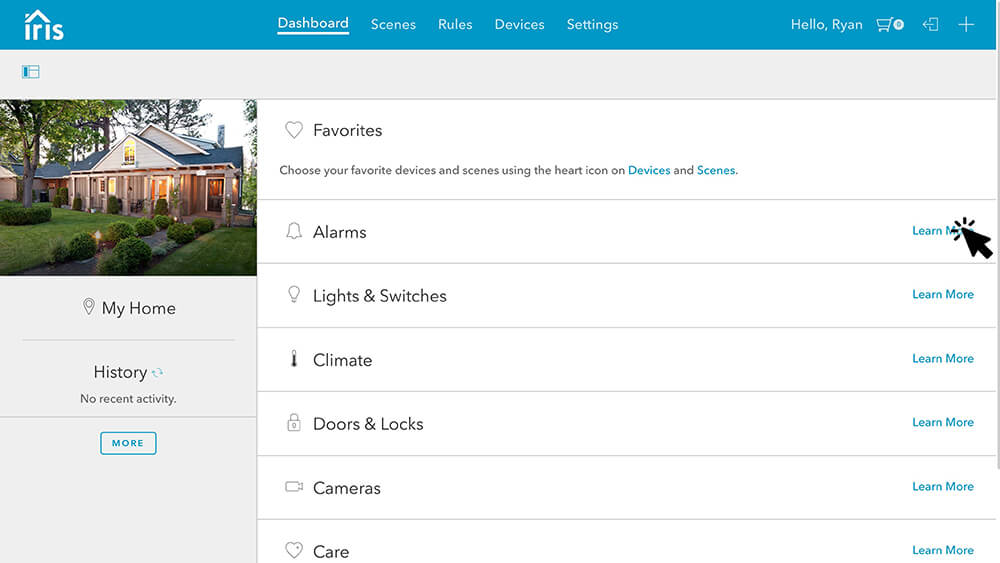 iris
Dashboard
Scenes
Rules
Devices
Settings
Hello, Ryan
0
Favorites
Choose your favorite devices and scenes using the heart icon on Devices and Scenes.
Alarms
Learn
Lights & Switches
Learn More
Climate
Learn More
Doors & Locks
Learn More
Cameras
Learn More
Care
Learn More
My Home
History
No recent activity.
MORE